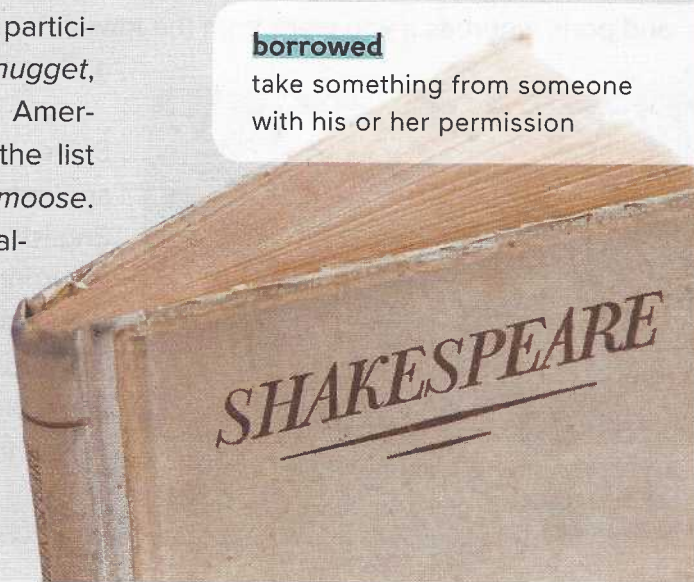 partici-
nugget,
Amer-
the list
moose.
al-
borrowed
take something from someone
with his or her permission
SHAKESPEARE